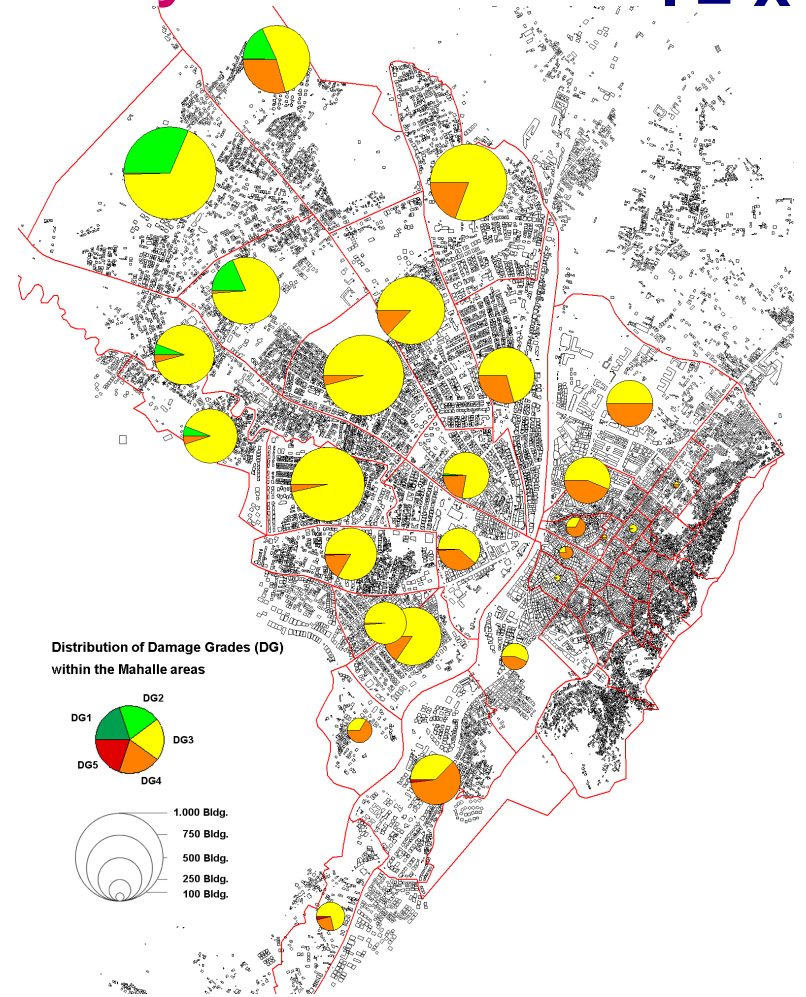 Distribution of Damage Grades (DG)
within the Mahalle areas
DG2
DG1
DG3
DG5
DG4
1.000 Bldg.
750 Bldg.
500 Bldg.
250 Bldg.
100 Bldg.